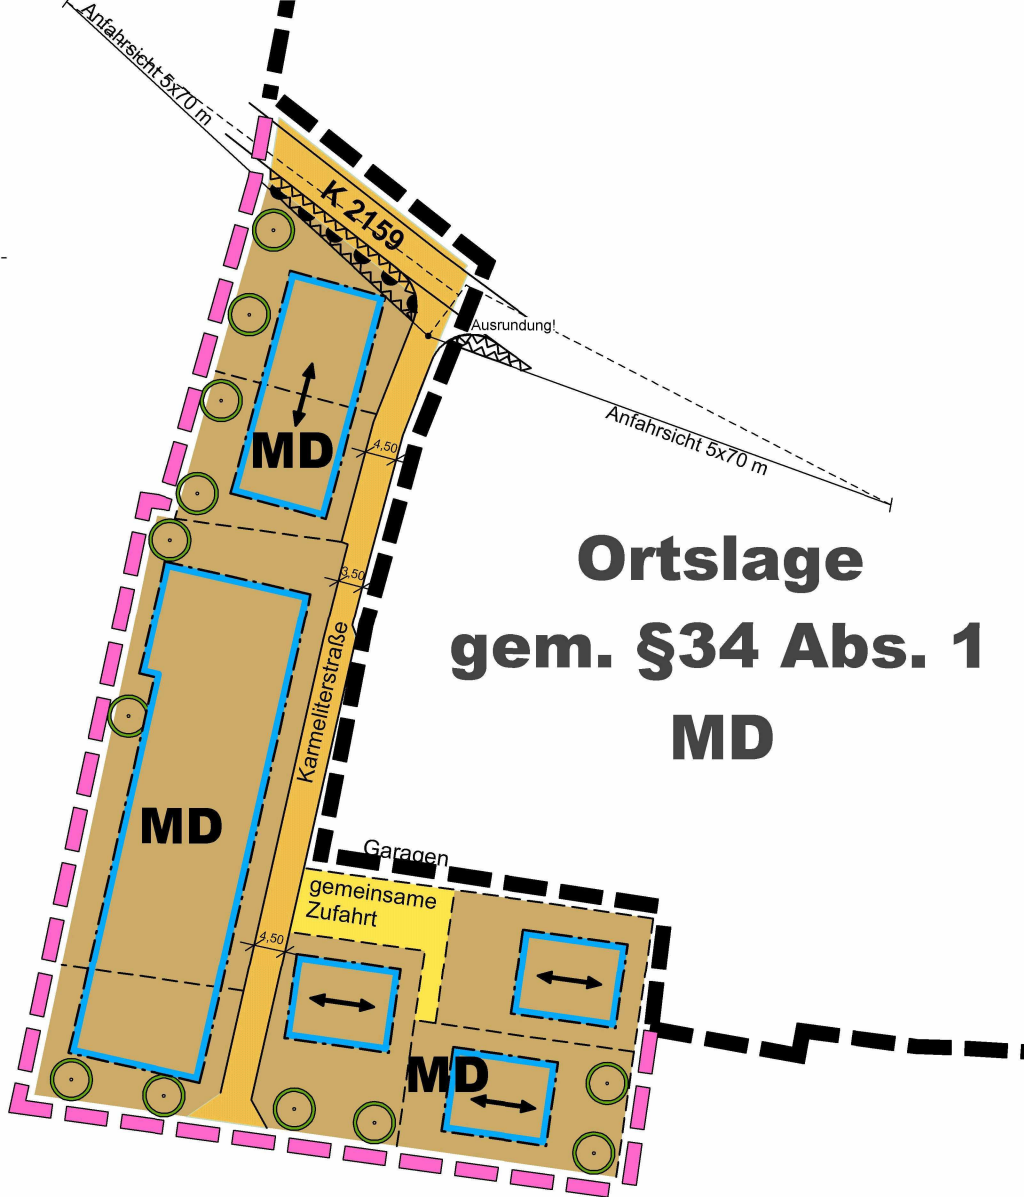 Anfahrsicht 5x70 m
K 2159
Ausrundung!
Anfahrsicht 5x70 m
MD
4,50
Ortslage
gem. §34 Abs. 1
MD
3,50
Karmeliterstraße
MD
Garagen
gemeinsame
Zufahrt
4,50
MD